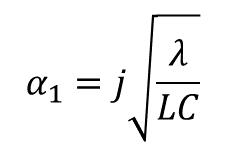 α₁ = j√(λ/LC)